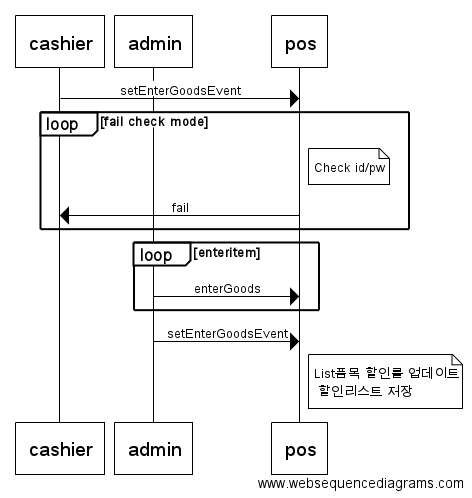 cashier admin pos
setEnterGoodsEvent
loop [fail check mode]
Check id/pw
fail
loop [enteritem]
enterGoods
setEnterGoodsEvent
List품목 할인률 업데이트
할인리스트 저장
cashier admin pos
www.websequencediagrams.com